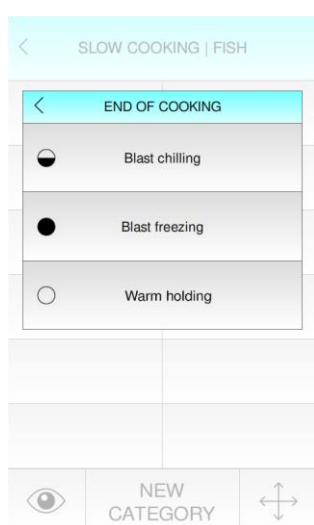 SLOW COOKING | FISH
END OF COOKING
Blast chilling
Blast freezing
Warm holding
NEW
CATEGORY